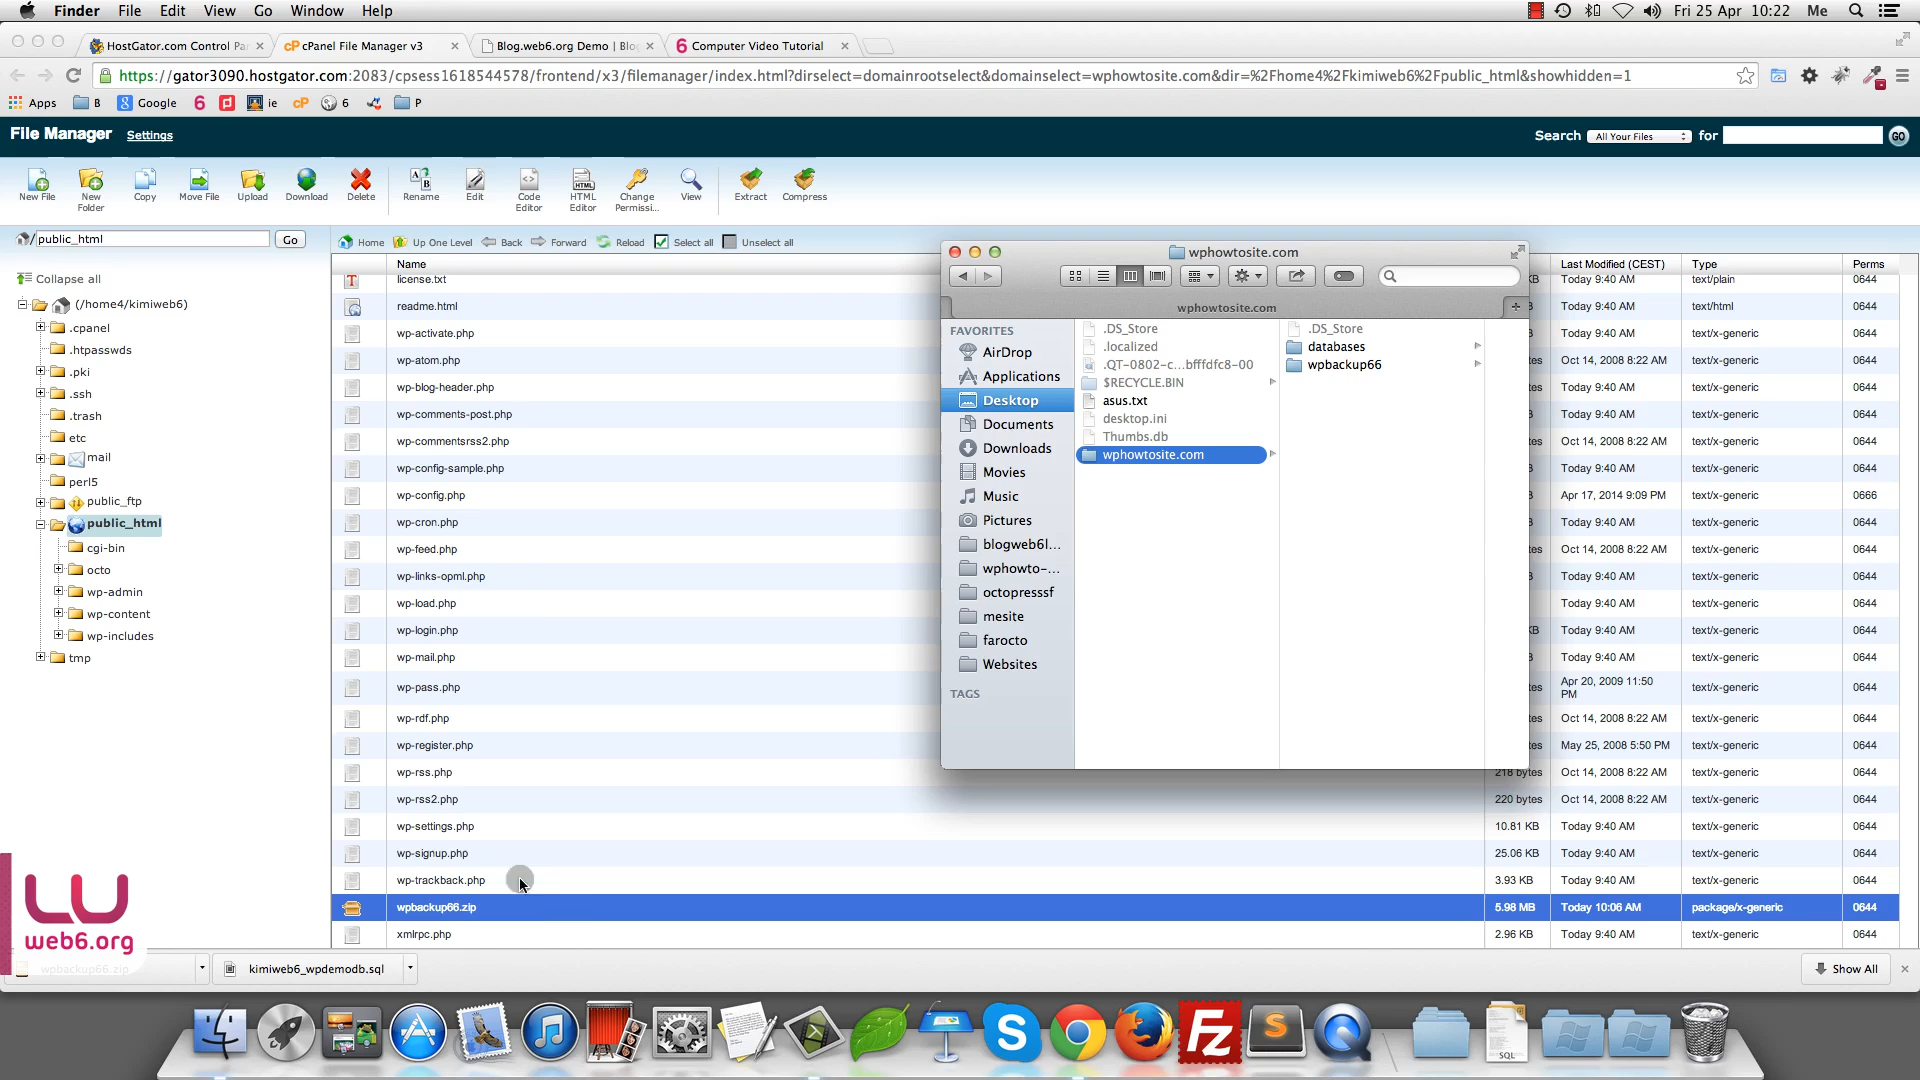 Finder File Edit View Go Window Help Fri 25 Apr 10:22 Me
HostGator.com Control Pa cPanel File Manager v3 Blog.web6.org Demo | Blo Computer Video Tutorial
https://gator3090.hostgator.com:2083/cpsess1618544578/frontend/x3/filemanager/index.html?dirselect=domainrootselect&domainselect=wphowtosite.com&dir=%2Fhome4%2Fkimiweb6%2Fpublic_html&showhidden=1
Apps B Google ie cP 6 P
File Manager Settings Search All Your Files for GO
New File New Folder Copy Move File Upload Download Delete Rename Edit Code Editor HTML Editor Change Permissi... View Extract Compress
/ public_html Go
Home Up One Level Back Forward Reload Select all Unselect all
Collapse all
(/home4/kimiweb6)
.cpanel
.htpasswds
.pki
.ssh
.trash
etc
mail
perl5
public_ftp
public_html
cgi-bin
octo
wp-admin
wp-content
wp-includes
tmp
Name Last Modified (CEST) Type Perms
license.txt Today 9:40 AM text/plain 0644
readme.html Today 9:40 AM text/html 0644
wp-activate.php Today 9:40 AM text/x-generic 0644
wp-atom.php Oct 14, 2008 8:22 AM text/x-generic 0644
wp-blog-header.php Today 9:40 AM text/x-generic 0644
wp-comments-post.php Today 9:40 AM text/x-generic 0644
wp-commentsrss2.php Oct 14, 2008 8:22 AM text/x-generic 0644
wp-config-sample.php Today 9:40 AM text/x-generic 0644
wp-config.php Apr 17, 2014 9:09 PM text/x-generic 0666
wp-cron.php Today 9:40 AM text/x-generic 0644
wp-feed.php tes Oct 14, 2008 8:22 AM text/x-generic 0644
wp-links-opml.php Today 9:40 AM text/x-generic 0644
wp-load.php Today 9:40 AM text/x-generic 0644
wp-login.php KB Today 9:40 AM text/x-generic 0644
wp-mail.php Today 9:40 AM text/x-generic 0644
wp-pass.php tes Apr 20, 2009 11:50 PM text/x-generic 0644
wp-rdf.php tes Oct 14, 2008 8:22 AM text/x-generic 0644
wp-register.php tes May 25, 2008 5:50 PM text/x-generic 0644
wp-rss.php 218 bytes Oct 14, 2008 8:22 AM text/x-generic 0644
wp-rss2.php 220 bytes Oct 14, 2008 8:22 AM text/x-generic 0644
wp-settings.php 10.81 KB Today 9:40 AM text/x-generic 0644
wp-signup.php 25.06 KB Today 9:40 AM text/x-generic 0644
wp-trackback.php 3.93 KB Today 9:40 AM text/x-generic 0644
wpbackup66.zip 5.98 MB Today 10:06 AM package/x-generic 0644
xmlrpc.php 2.96 KB Today 9:40 AM text/x-generic 0644
wphowtosite.com
wphowtosite.com
FAVORITES
AirDrop
Applications
Desktop
Documents
Downloads
Movies
Music
Pictures
blogweb6l...
wphowto-...
octopresssf
mesite
farocto
Websites
TAGS
.DS_Store
.localized
.QT-0802-c...bfffdfc8-00
$RECYCLE.BIN
asus.txt
desktop.ini
Thumbs.db
wphowtosite.com
.DS_Store
databases
wpbackup66
web6.org
wpbackup66.zip kimiweb6_wpdemodb.sql Show All
SQL